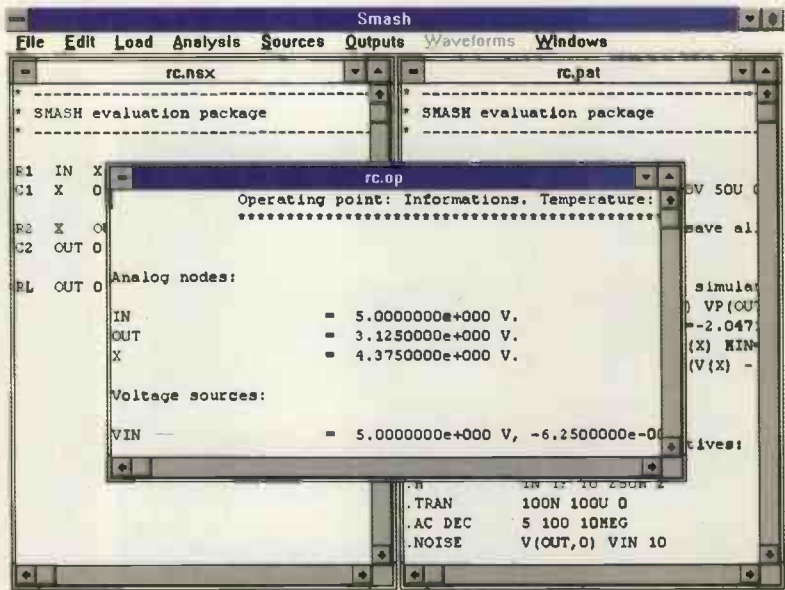 Smash
File Edit Load Analysis Sources Outputs Waveforms Windows
rc.nsx
* -----------------------------------------
* SMASH evaluation package
* -----------------------------------------
R1 IN X
C1 X 0
R2 X OU
C2 OUT 0
RL OUT 0
rc.pat
* -----------------------------------------
* SMASH evaluation package
* -----------------------------------------
0V 50U
save al
simula
) VP(OUT
=-2.047
(X) MIN=
(V(X) -
tives:
.TRAN 100N 100U 0
.AC DEC 5 100 10MEG
.NOISE V(OUT,0) VIN 10
rc.op
Operating point: Informations. Temperature:
*********************************************
Analog nodes:
IN = 5.0000000e+000 V.
OUT = 3.1250000e+000 V.
X = 4.3750000e+000 V.
Voltage sources:
VIN = 5.0000000e+000 V, -6.2500000e-00